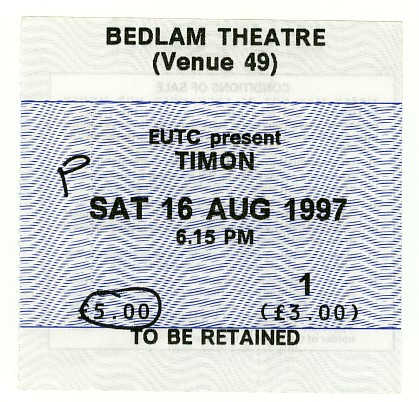 BEDLAM THEATRE
(Venue 49)
EUTC present
TIMON
P
SAT 16 AUG 1997
6.15 PM
1
£5.00 (£3.00)
TO BE RETAINED